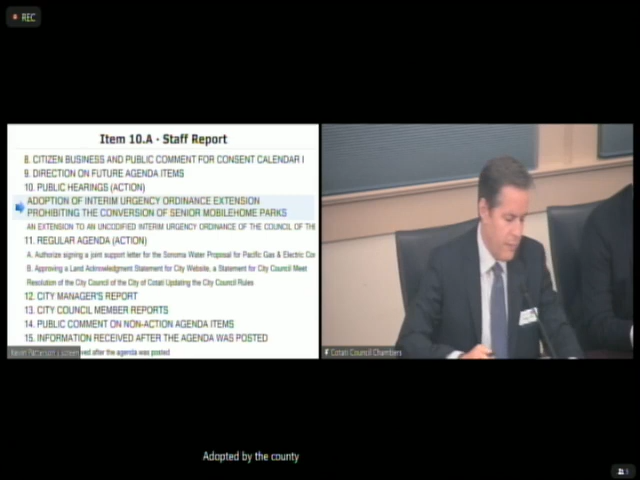 REC
Item 10.A - Staff Report
8. CITIZEN BUSINESS AND PUBLIC COMMENT FOR CONSENT CALENDAR I
9. DIRECTION ON FUTURE AGENDA ITEMS
10. PUBLIC HEARINGS (ACTION)
ADOPTION OF INTERIM URGENCY ORDINANCE EXTENSION
PROHIBITING THE CONVERSION OF SENIOR MOBILEHOME PARKS
AN EXTENSION TO AN UNCODIFIED INTERIM URGENCY ORDINANCE OF THE COUNCIL OF TH
11. REGULAR AGENDA (ACTION)
A. Authorize signing a joint support letter for the Sonoma Water Proposal for Pacific Gas & Electric Co
B. Approving a Land Acknowledgment Statement for City Website, a Statement for City Council Meet
Resolution of the City Council of the City of Cotati Updating the City Council Rules
12. CITY MANAGER'S REPORT
13. CITY COUNCIL MEMBER REPORTS
14. PUBLIC COMMENT ON NON-ACTION AGENDA ITEMS
15. INFORMATION RECEIVED AFTER THE AGENDA WAS POSTED
Kevin Patterson's screen
ved after the agenda was posted
Cotati Council Chambers
Adopted by the county